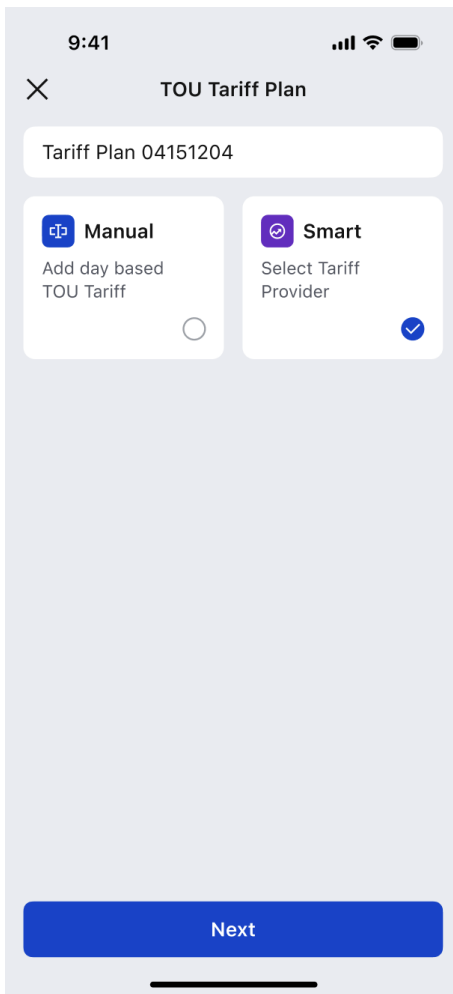 9:41
TOU Tariff Plan
Tariff Plan 04151204
Manual
Add day based
TOU Tariff
Smart
Select Tariff
Provider
Next